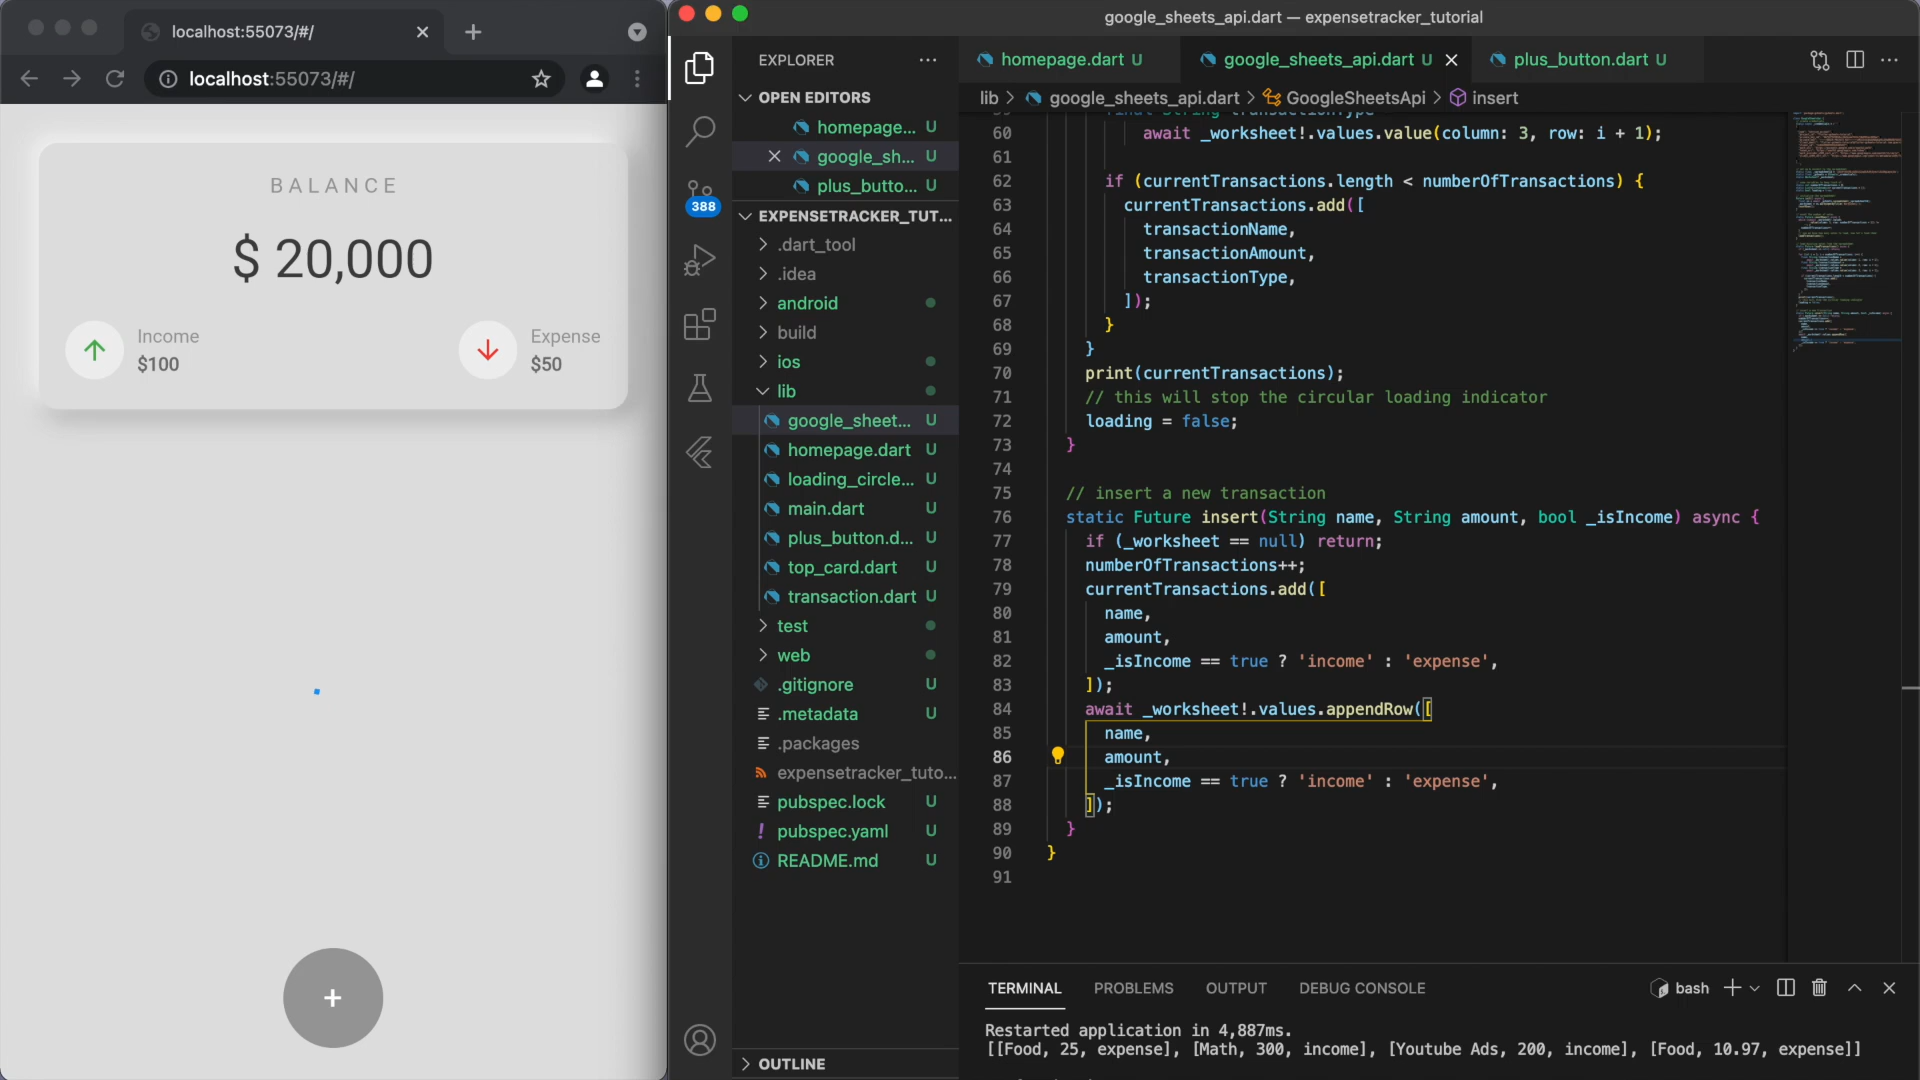 localhost:55073/#/
localhost:55073/#/
BALANCE
$ 20,000
Income
$100
Expense
$50
+
google_sheets_api.dart — expensetracker_tutorial
EXPLORER
OPEN EDITORS
homepage... U
google_sh... U
plus_butto... U
388
EXPENSETRACKER_TUT...
.dart_tool
.idea
android
build
ios
lib
google_sheet... U
homepage.dart U
loading_circle... U
main.dart U
plus_button.d... U
top_card.dart U
transaction.dart U
test
web
.gitignore U
.metadata U
.packages
expensetracker_tuto...
pubspec.lock U
pubspec.yaml U
README.md U
OUTLINE
homepage.dart U
google_sheets_api.dart U
plus_button.dart U
lib > google_sheets_api.dart > GoogleSheetsApi > insert
59 final String transactionType
60 await _worksheet!.values.value(column: 3, row: i + 1);
61
62 if (currentTransactions.length < numberOfTransactions) {
63 currentTransactions.add([
64 transactionName,
65 transactionAmount,
66 transactionType,
67 ]);
68 }
69 }
70 print(currentTransactions);
71 // this will stop the circular loading indicator
72 loading = false;
73 }
74
75 // insert a new transaction
76 static Future insert(String name, String amount, bool _isIncome) async {
77 if (_worksheet == null) return;
78 numberOfTransactions++;
79 currentTransactions.add([
80 name,
81 amount,
82 _isIncome == true ? 'income' : 'expense',
83 ]);
84 await _worksheet!.values.appendRow([
85 name,
86 amount,
87 _isIncome == true ? 'income' : 'expense',
88 ]);
89 }
90 }
91
TERMINAL PROBLEMS OUTPUT DEBUG CONSOLE
bash
Restarted application in 4,887ms.
[[Food, 25, expense], [Math, 300, income], [Youtube Ads, 200, income], [Food, 10.97, expense]]